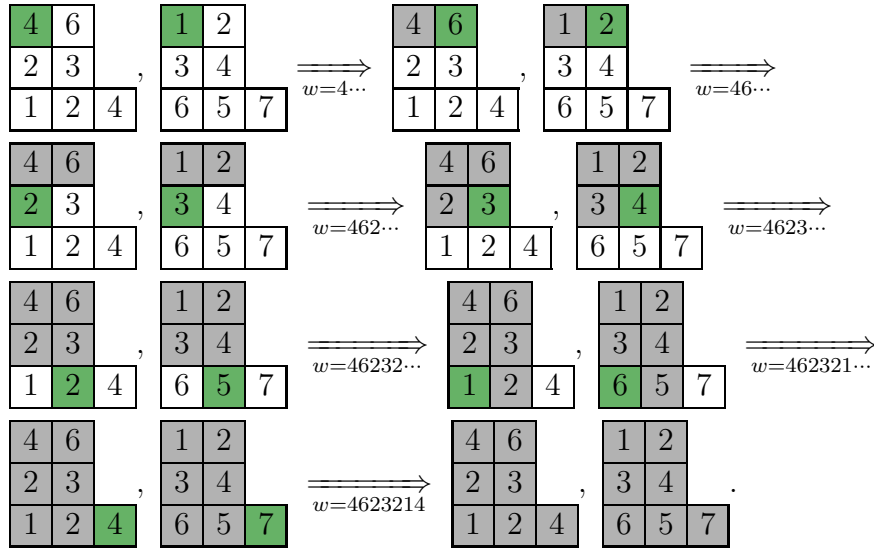 4 6 1 2 4 6 1 2
2 3 , 3 4 ⟹ 2 3 , 3 4 ⟹
1 2 4 6 5 7 w=4⋯ 1 2 4 6 5 7 w=46⋯
4 6 1 2 4 6 1 2
2 3 , 3 4 ⟹ 2 3 , 3 4 ⟹
1 2 4 6 5 7 w=462⋯ 1 2 4 6 5 7 w=4623⋯
4 6 1 2 4 6 1 2
2 3 , 3 4 ⟹ 2 3 , 3 4 ⟹
1 2 4 6 5 7 w=46232⋯ 1 2 4 6 5 7 w=462321⋯
4 6 1 2 4 6 1 2
2 3 , 3 4 ⟹ 2 3 , 3 4 .
1 2 4 6 5 7 w=4623214 1 2 4 6 5 7